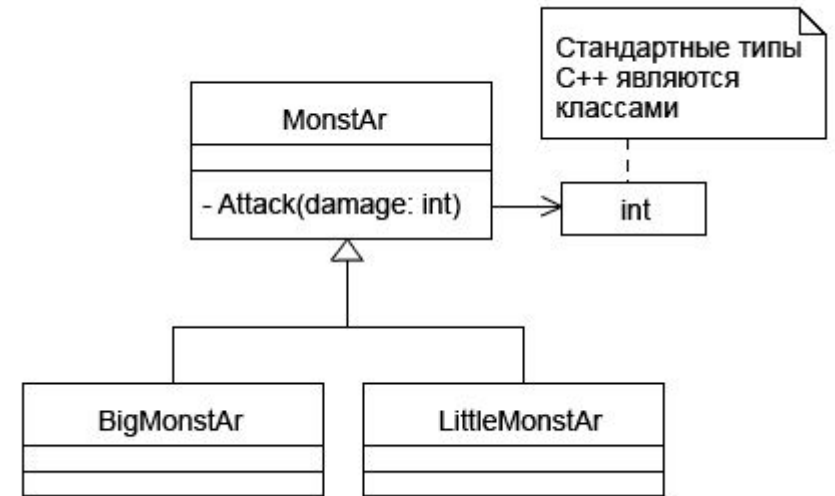 Стандартные типы
C++ являются
классами
MonstAr
- Attack(damage: int)
int
BigMonstAr
LittleMonstAr